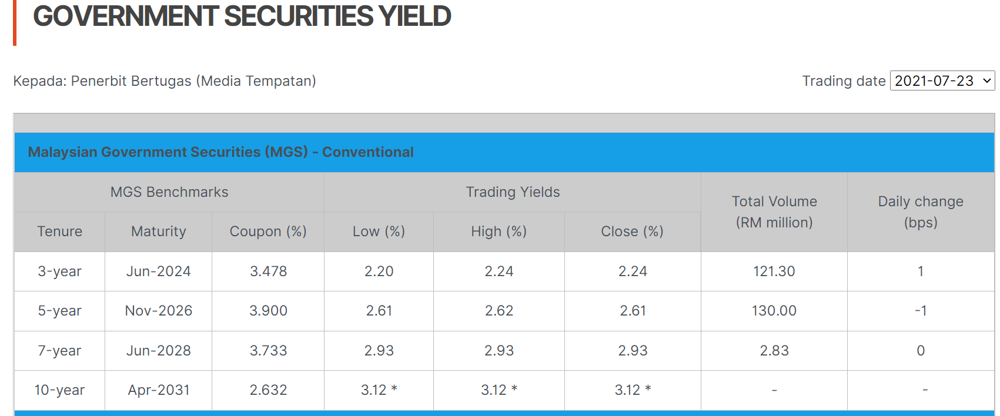 GOVERNMENT SECURITIES YIELD
Kepada: Penerbit Bertugas (Media Tempatan) Trading date 2021-07-23
Malaysian Government Securities (MGS) - Conventional
MGS Benchmarks Trading Yields Total Volume (RM million) Daily change (bps)
Tenure Maturity Coupon (%) Low (%) High (%) Close (%)
3-year Jun-2024 3.478 2.20 2.24 2.24 121.30 1
5-year Nov-2026 3.900 2.61 2.62 2.61 130.00 -1
7-year Jun-2028 3.733 2.93 2.93 2.93 2.83 0
10-year Apr-2031 2.632 3.12 * 3.12 * 3.12 * - -